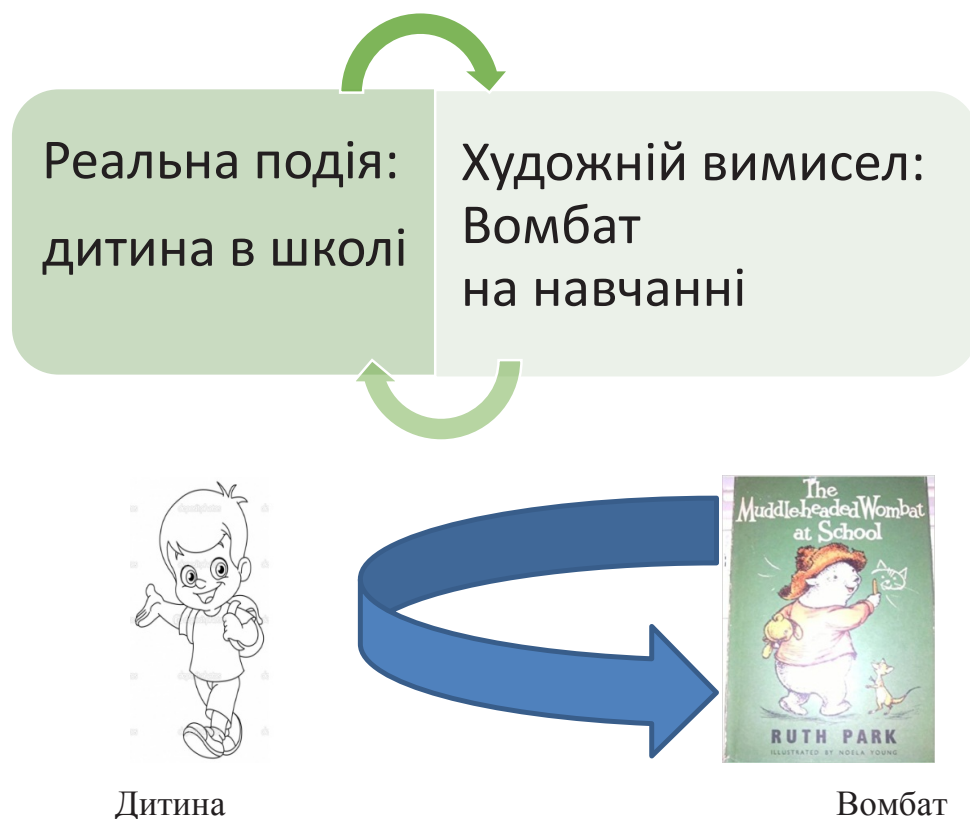 Реальна подія:
дитина в школі
Художній вимисел:
Вомбат
на навчанні
The
Muddleheaded Wombat
at School
RUTH PARK
ILLUSTRATED BY NOELA YOUNG
Дитина
Вомбат